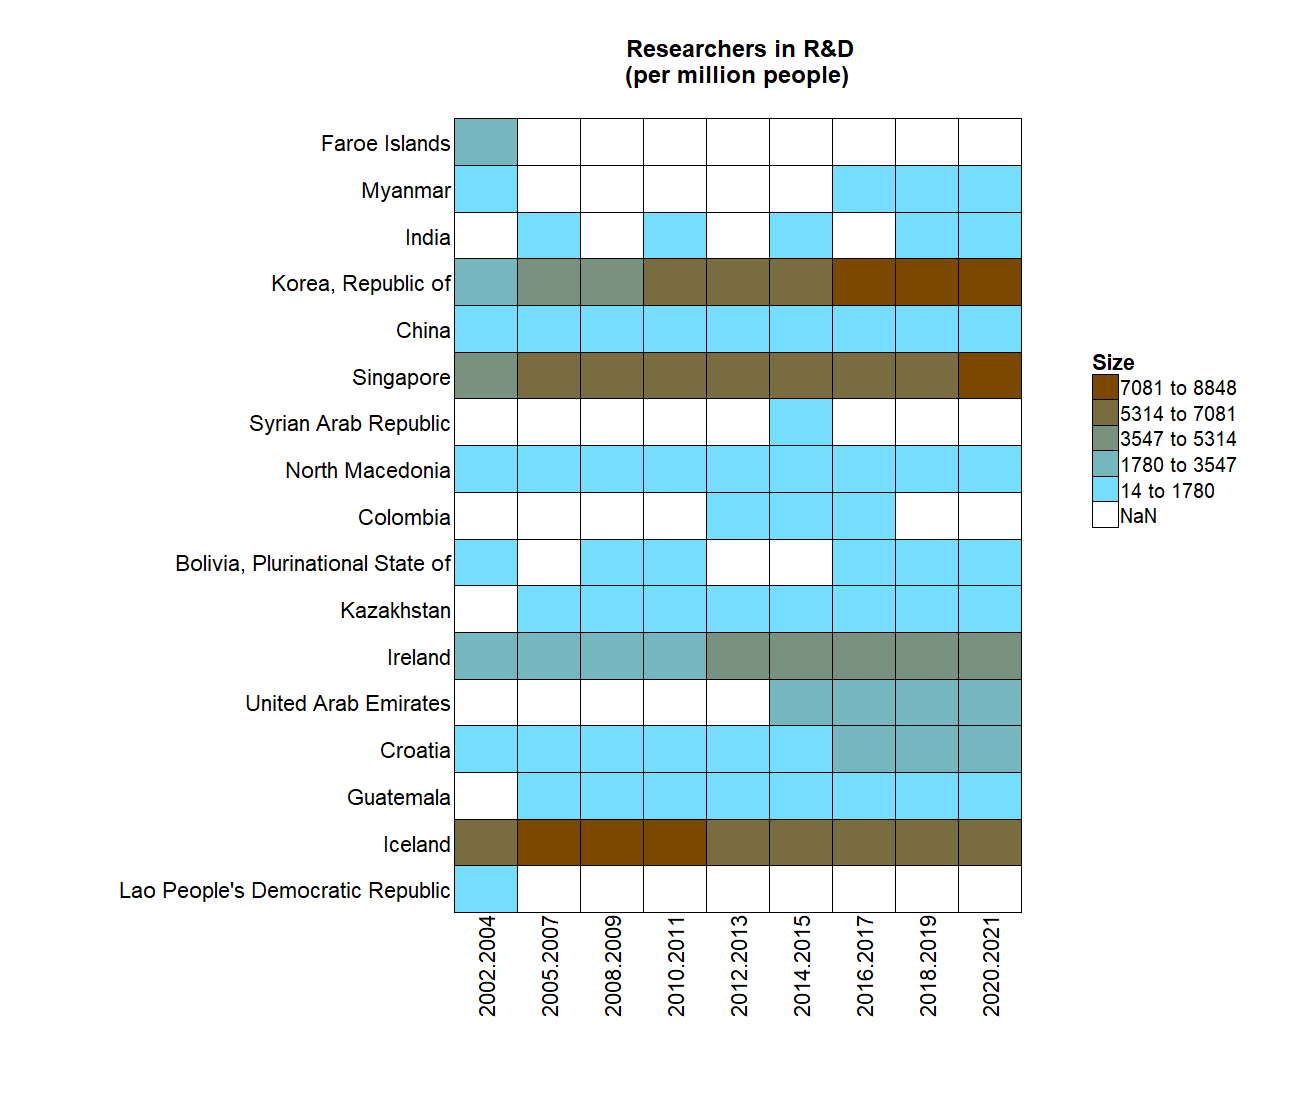 Researchers in R&D
(per million people)
Faroe Islands
Myanmar
India
Korea, Republic of
China
Singapore
Syrian Arab Republic
North Macedonia
Colombia
Bolivia, Plurinational State of
Kazakhstan
Ireland
United Arab Emirates
Croatia
Guatemala
Iceland
Lao People's Democratic Republic
2002.2004
2005.2007
2008.2009
2010.2011
2012.2013
2014.2015
2016.2017
2018.2019
2020.2021
Size
7081 to 8848
5314 to 7081
3547 to 5314
1780 to 3547
14 to 1780
NaN